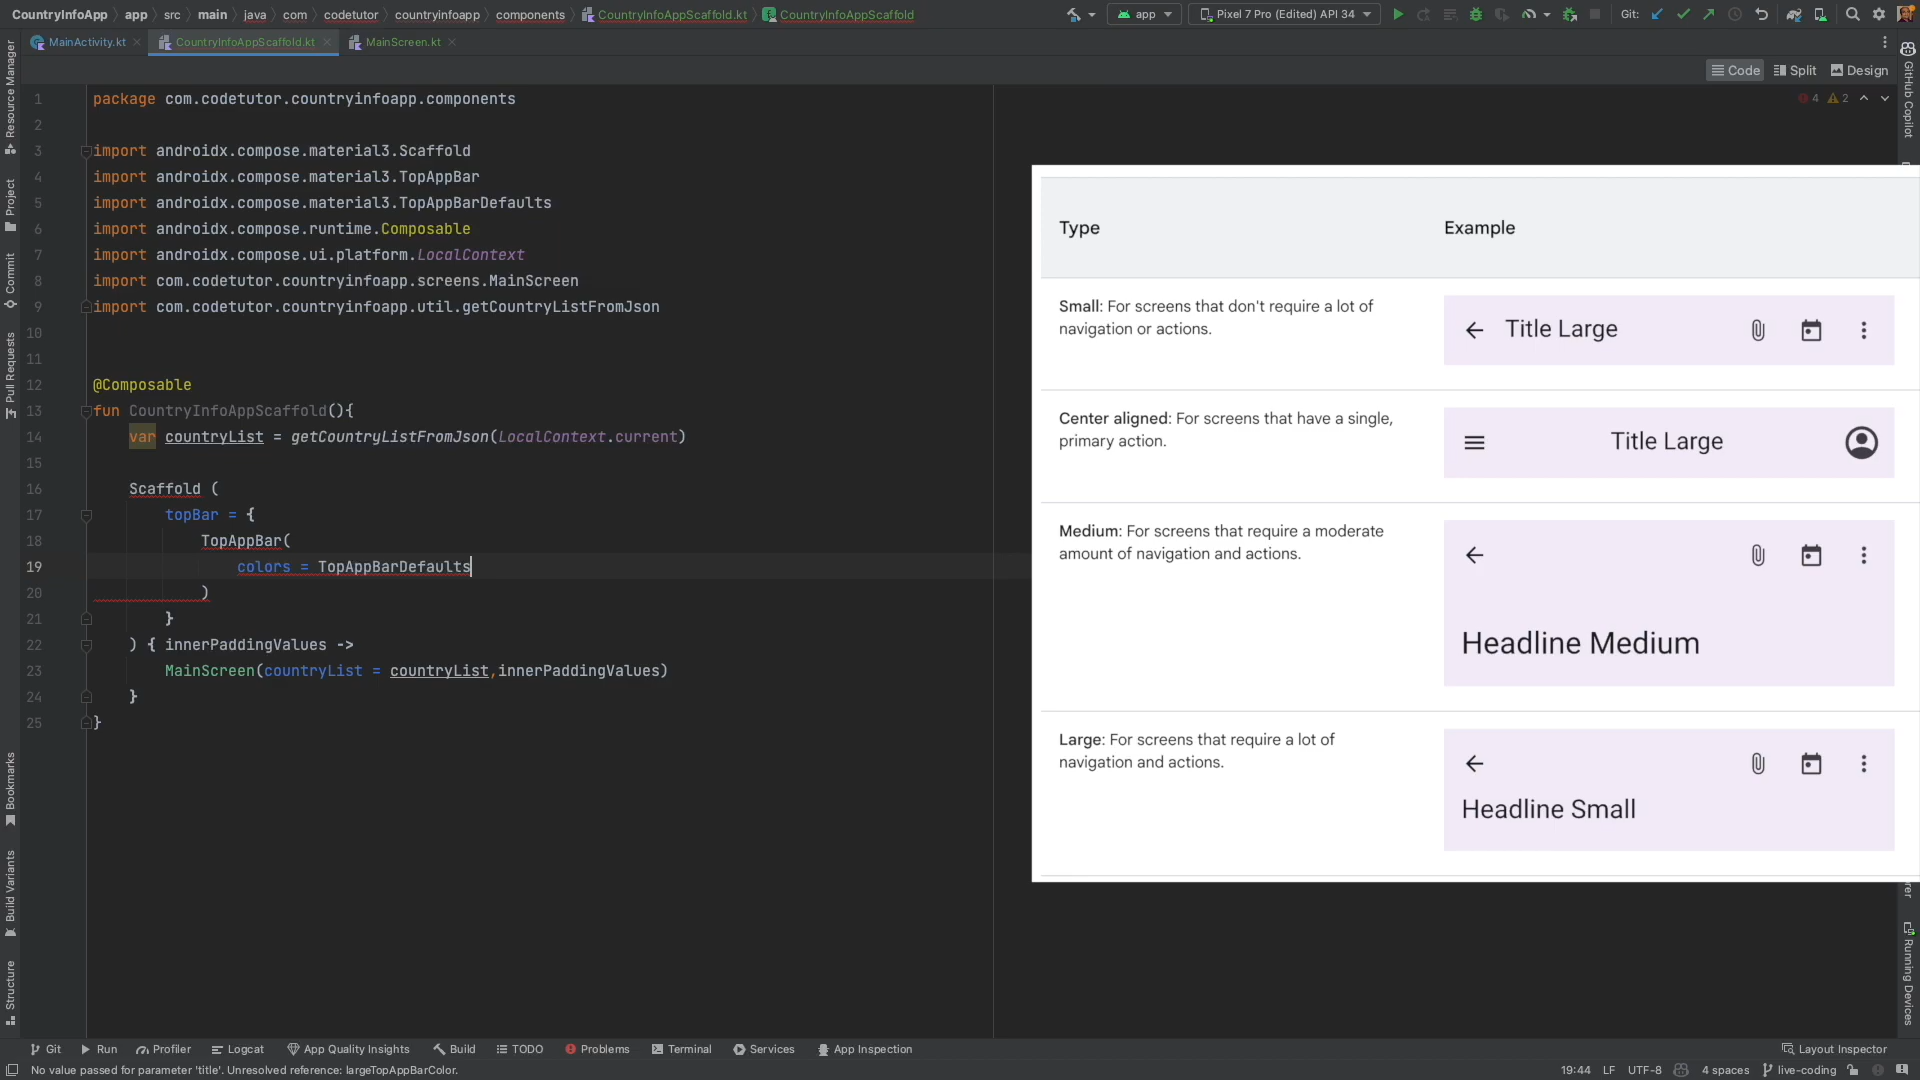 CountryInfoApp app src main java com codetutor countryinfoapp components CountryInfoAppScaffold.kt CountryInfoAppScaffold
app Pixel 7 Pro (Edited) API 34 Git:
MainActivity.kt CountryInfoAppScaffold.kt MainScreen.kt
Code Split Design
4 2
Resource Manager
Project
Commit
Pull Requests
Bookmarks
Build Variants
Structure
1 package com.codetutor.countryinfoapp.components
2
3 import androidx.compose.material3.Scaffold
4 import androidx.compose.material3.TopAppBar
5 import androidx.compose.material3.TopAppBarDefaults
6 import androidx.compose.runtime.Composable
7 import androidx.compose.ui.platform.LocalContext
8 import com.codetutor.countryinfoapp.screens.MainScreen
9 import com.codetutor.countryinfoapp.util.getCountryListFromJson
10
11
12 @Composable
13 fun CountryInfoAppScaffold(){
14 var countryList = getCountryListFromJson(LocalContext.current)
15
16 Scaffold (
17 topBar = {
18 TopAppBar(
19 colors = TopAppBarDefaults
20 )
21 }
22 ) { innerPaddingValues ->
23 MainScreen(countryList = countryList,innerPaddingValues)
24 }
25 }
Type Example
Small: For screens that don't require a lot of
navigation or actions.
Title Large
Center aligned: For screens that have a single,
primary action.
Title Large
Medium: For screens that require a moderate
amount of navigation and actions.
Headline Medium
Large: For screens that require a lot of
navigation and actions.
Headline Small
GitHub Copilot
Running Devices
Git Run Profiler Logcat App Quality Insights Build TODO Problems Terminal Services App Inspection Layout Inspector
No value passed for parameter 'title'. Unresolved reference: largeTopAppBarColor. 19:44 LF UTF-8 4 spaces live-coding